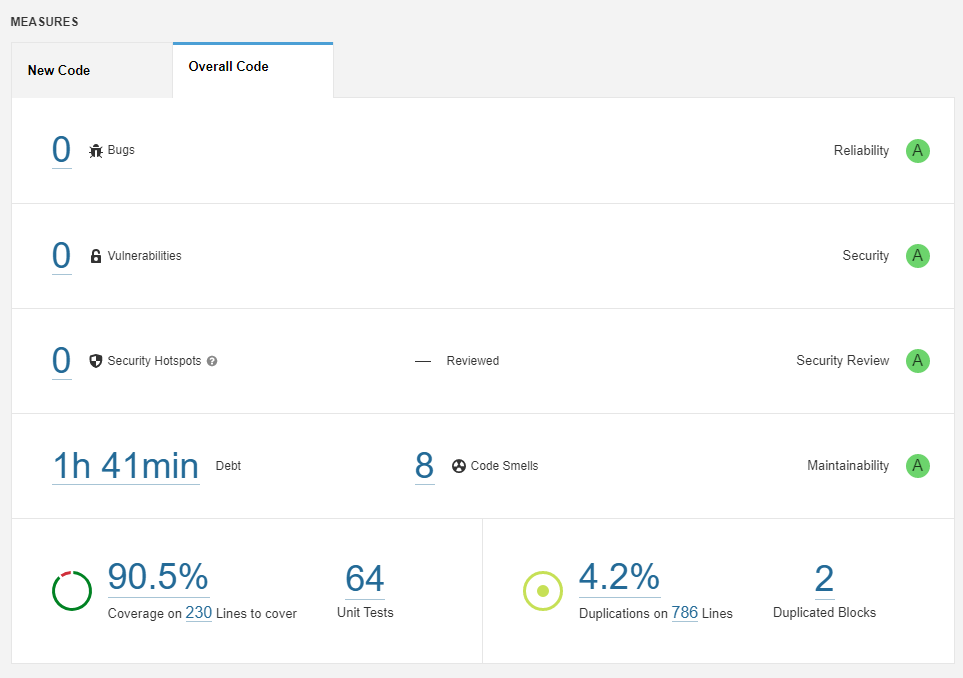 MEASURES
New Code
Overall Code
0 Bugs Reliability A
0 Vulnerabilities Security A
0 Security Hotspots ? — Reviewed Security Review A
1h 41min Debt 8 Code Smells Maintainability A
90.5% 64 4.2% 2
Coverage on 230 Lines to cover Unit Tests Duplications on 786 Lines Duplicated Blocks